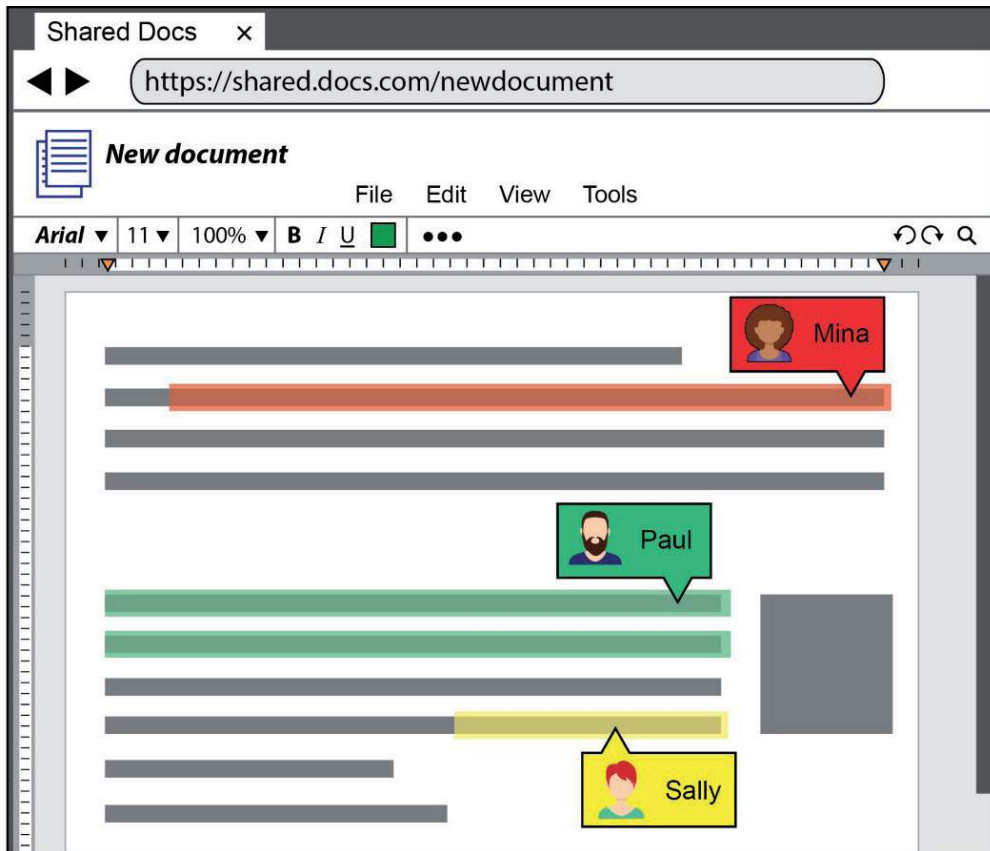 Shared Docs ×
https://shared.docs.com/newdocument
New document
File Edit View Tools
Arial 11 100% B I U
Mina
Paul
Sally